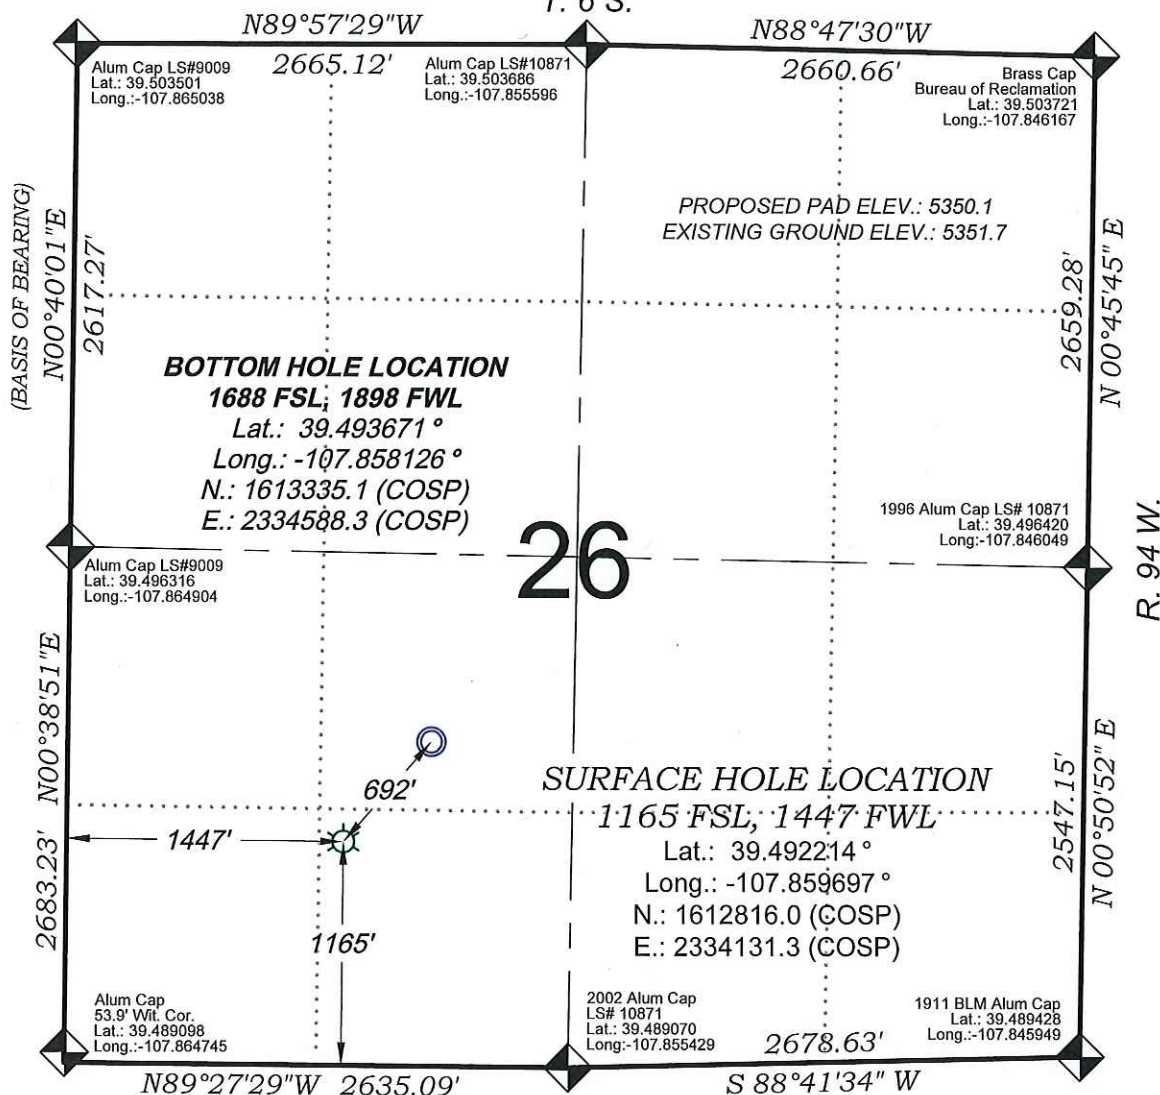 T. 6 S.
N89°57'29"W
N88°47'30"W
2665.12'
2660.66'
Alum Cap LS#9009
Lat.: 39.503501
Long.:-107.865038
Alum Cap LS#10871
Lat.: 39.503686
Long.:-107.855596
Brass Cap
Bureau of Reclamation
Lat.: 39.503721
Long.:-107.846167
PROPOSED PAD ELEV.: 5350.1
EXISTING GROUND ELEV.: 5351.7
(BASIS OF BEARING)
N00°40'01"E
2617.27'
2659.28'
N 00°45'45" E
BOTTOM HOLE LOCATION
1688 FSL, 1898 FWL
Lat.: 39.493671°
Long.: -107.858126°
N.: 1613335.1 (COSP)
E.: 2334588.3 (COSP)
1996 Alum Cap LS# 10871
Lat.: 39.496420
Long:-107.846049
26
R. 94 W.
Alum Cap LS#9009
Lat.: 39.496316
Long.:-107.864904
N00°38'51"E
2683.23'
692'
1447'
1165'
SURFACE HOLE LOCATION
1165 FSL, 1447 FWL
Lat.: 39.492214°
Long.: -107.859697°
N.: 1612816.0 (COSP)
E.: 2334131.3 (COSP)
2547.15'
N 00°50'52" E
Alum Cap
53.9' Wit. Cor.
Lat.: 39.489098
Long.:-107.864745
2002 Alum Cap
LS# 10871
Lat.: 39.489070
Long:-107.855429
1911 BLM Alum Cap
Lat.: 39.489428
Long.:-107.845949
2678.63'
N89°27'29"W 2635.09'
S 88°41'34" W